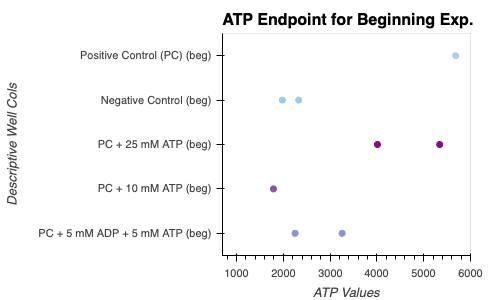 ATP Endpoint for Beginning Exp.
Descriptive Well Cols
Positive Control (PC) (beg)
Negative Control (beg)
PC + 25 mM ATP (beg)
PC + 10 mM ATP (beg)
PC + 5 mM ADP + 5 mM ATP (beg)
1000 2000 3000 4000 5000 6000
ATP Values